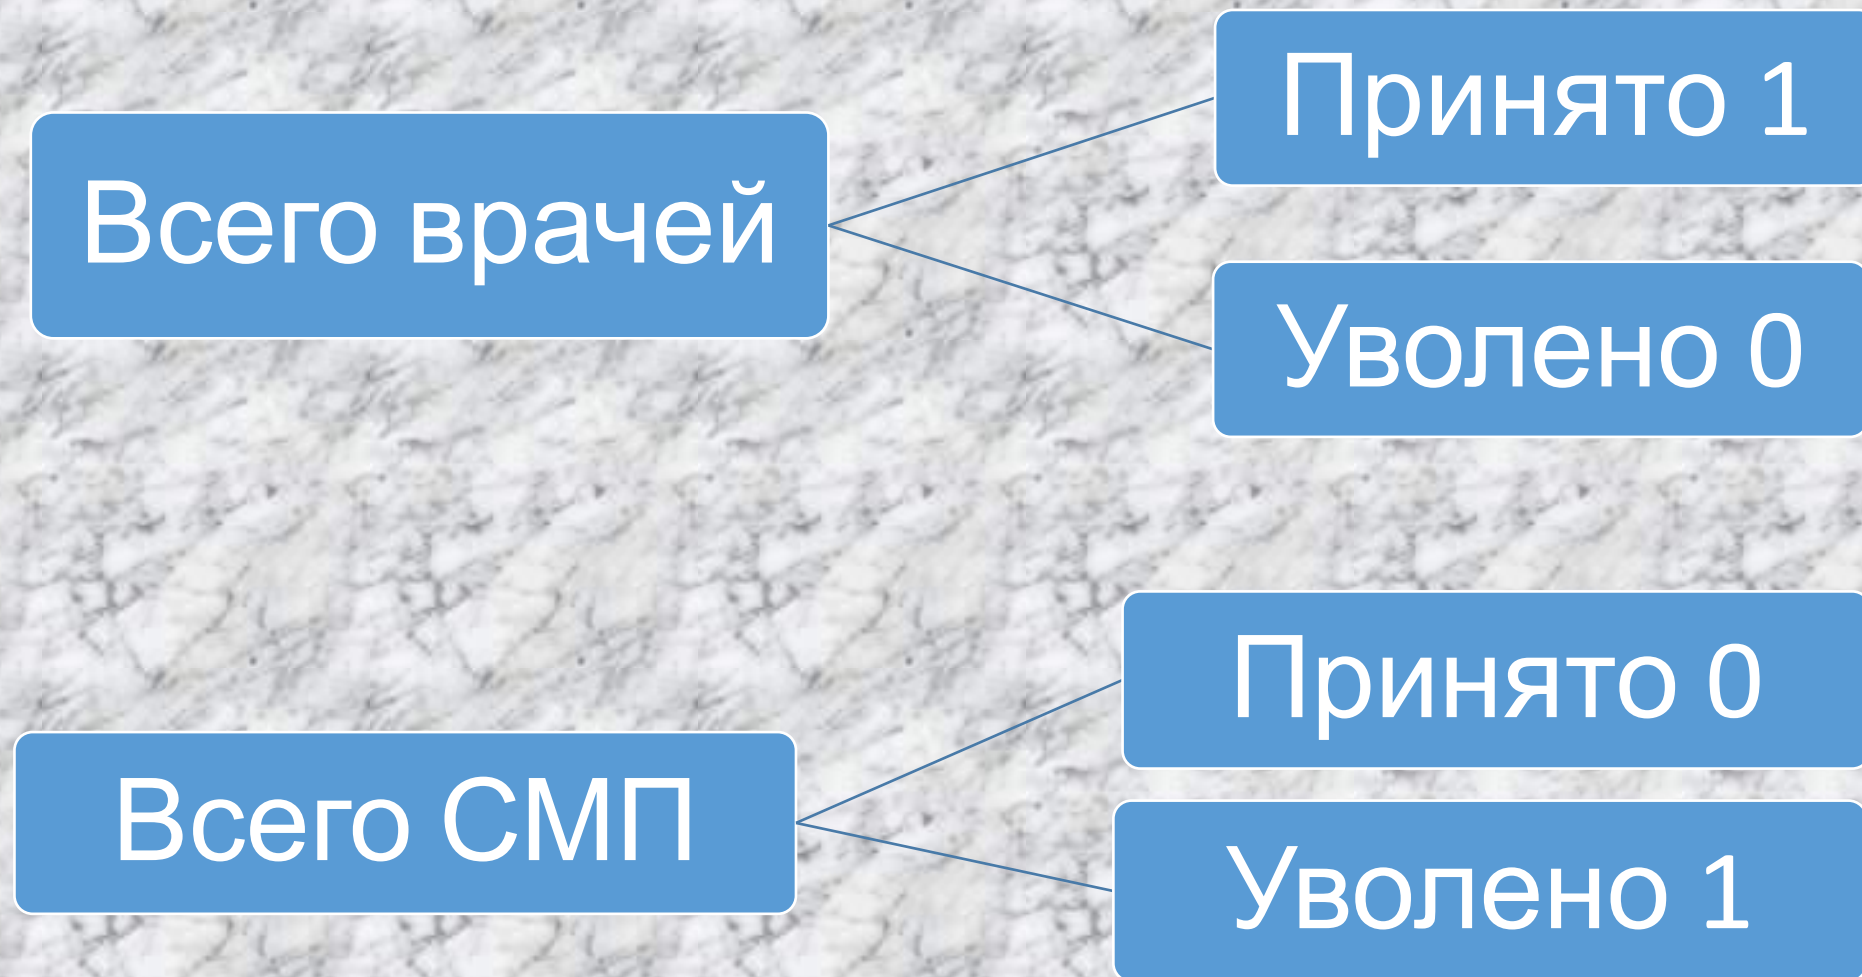 Всего врачей
Принято 1
Уволено 0
Всего СМП
Принято 0
Уволено 1